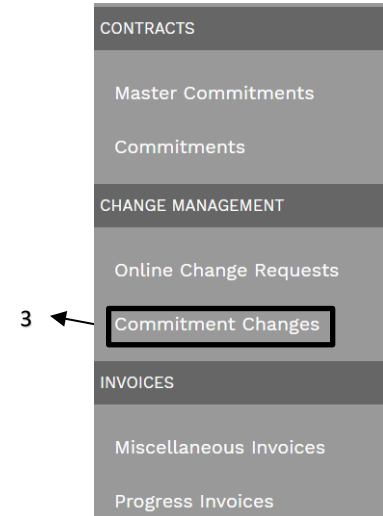 CONTRACTS
Master Commitments
Commitments
CHANGE MANAGEMENT
Online Change Requests
3
Commitment Changes
INVOICES
Miscellaneous Invoices
Progress Invoices